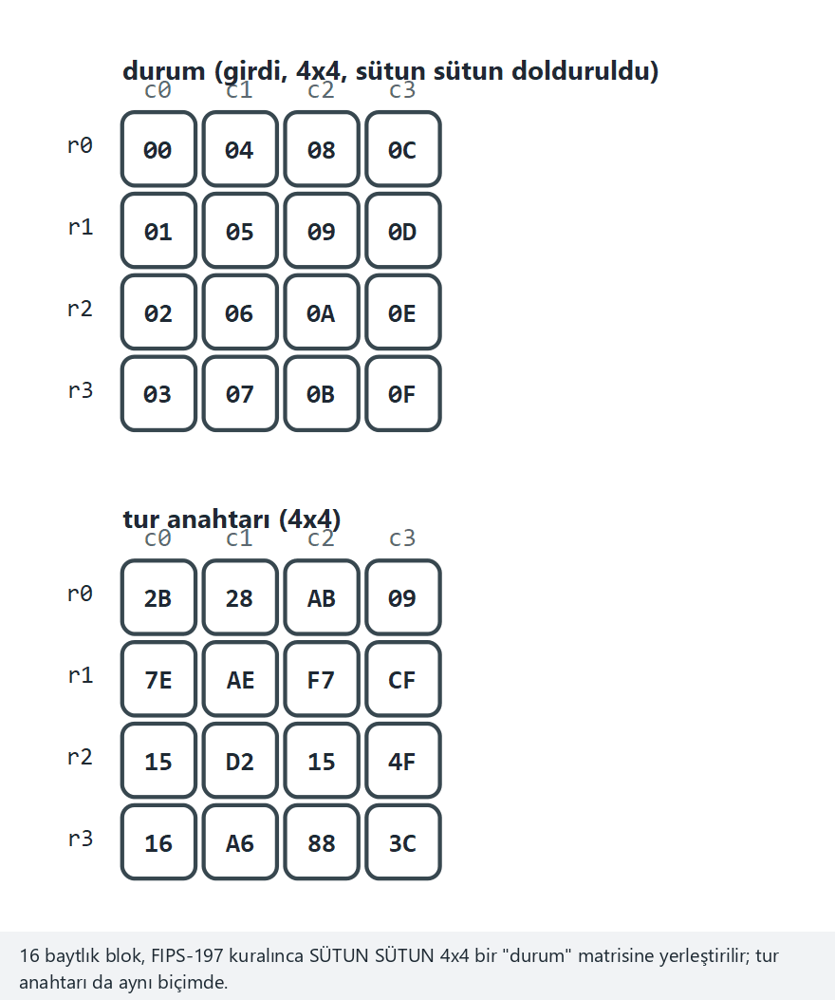 durum (girdi, 4x4, sütun sütun dolduruldu)
c0 c1 c2 c3
r0 00 04 08 0C
r1 01 05 09 0D
r2 02 06 0A 0E
r3 03 07 0B 0F
tur anahtarı (4x4)
c0 c1 c2 c3
r0 2B 28 AB 09
r1 7E AE F7 CF
r2 15 D2 15 4F
r3 16 A6 88 3C
16 baytlık blok, FIPS-197 kuralınca SÜTUN SÜTUN 4x4 bir "durum" matrisine yerleştirilir; tur
anahtarı da aynı biçimde.